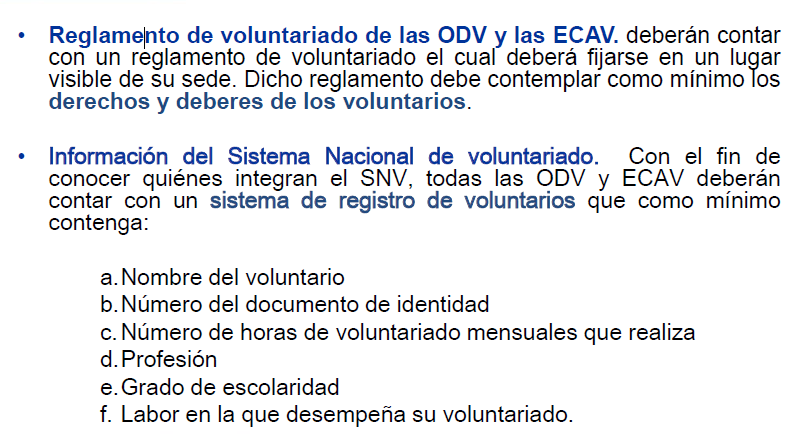 • Reglamento de voluntariado de las ODV y las ECAV. deberán contar
con un reglamento de voluntariado el cual deberá fijarse en un lugar
visible de su sede. Dicho reglamento debe contemplar como mínimo los
derechos y deberes de los voluntarios.
• Información del Sistema Nacional de voluntariado. Con el fin de
conocer quiénes integran el SNV, todas las ODV y ECAV deberán
contar con un sistema de registro de voluntarios que como mínimo
contenga:
a. Nombre del voluntario
b. Número del documento de identidad
c. Número de horas de voluntariado mensuales que realiza
d. Profesión
e. Grado de escolaridad
f. Labor en la que desempeña su voluntariado.